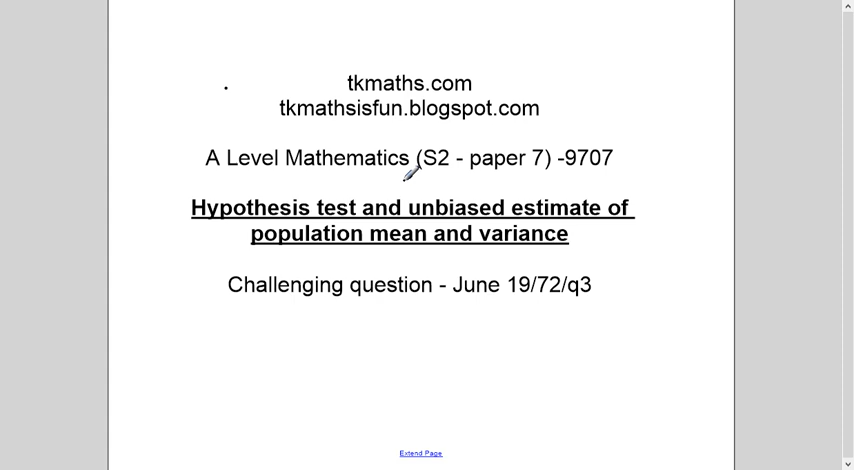 tkmaths.com
tkmathsisfun.blogspot.com
A Level Mathematics (S2 - paper 7) -9707
Hypothesis test and unbiased estimate of
population mean and variance
Challenging question - June 19/72/q3
Extend Page